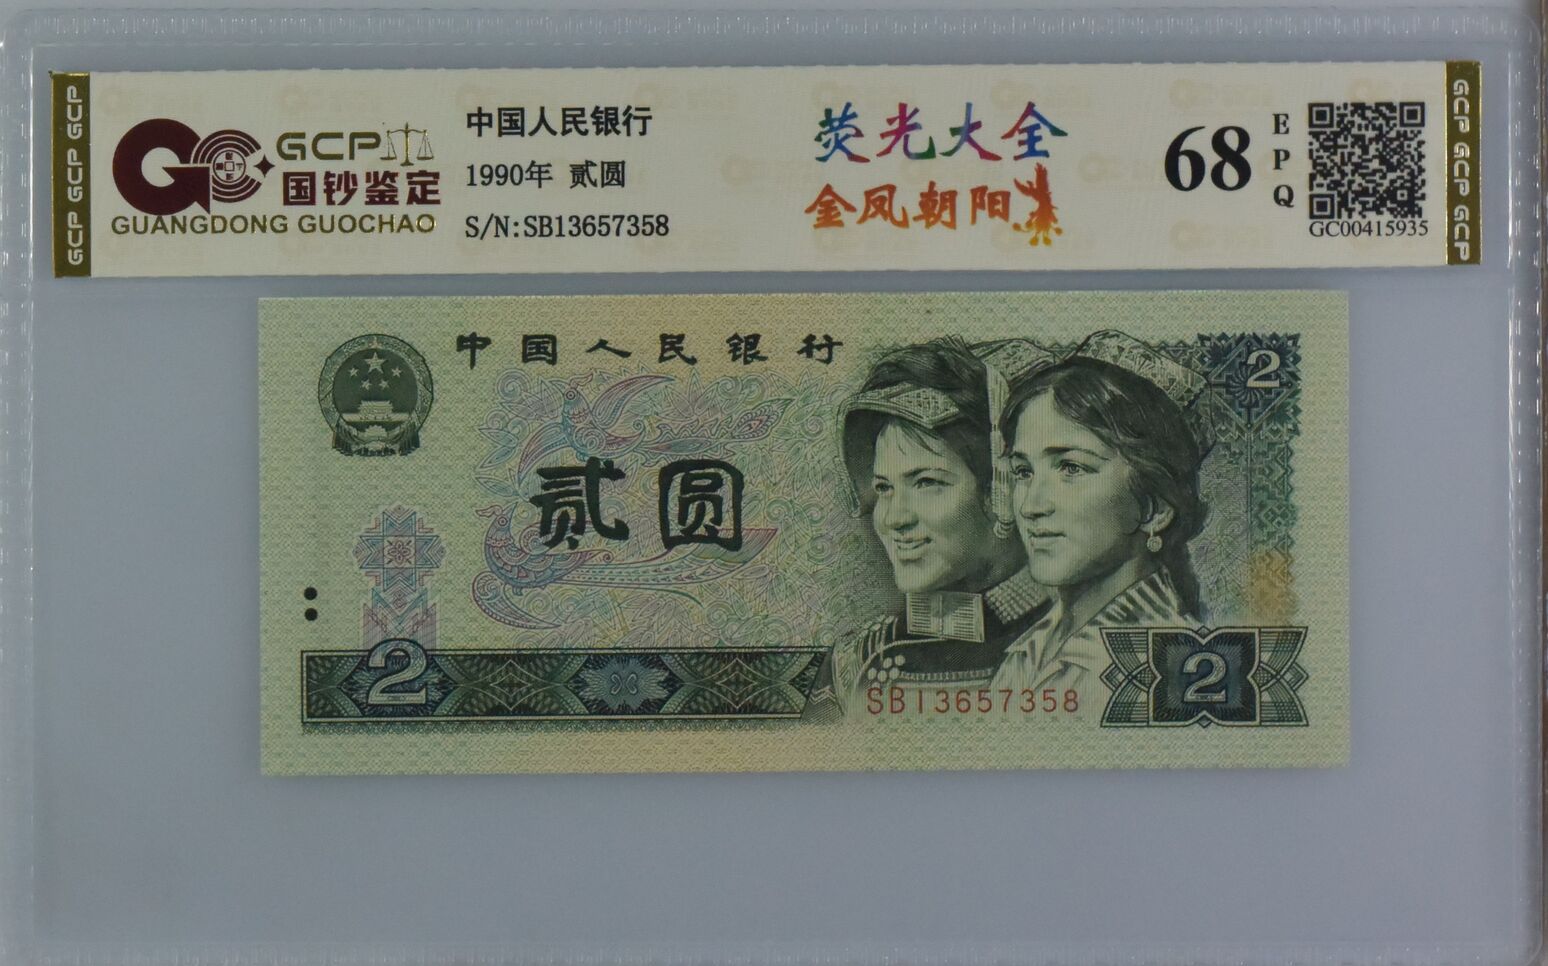 GCP GCP GCP
GCP
国钞鉴定
GUANGDONG GUOCHAO
中国人民银行
1990年 贰圆
S/N:SB13657358
荧光大全
金凤朝阳
68
EPQ
GC00415935
GCP GCP GCP
中国人民银行
2
贰圆
2
SB13657358
2